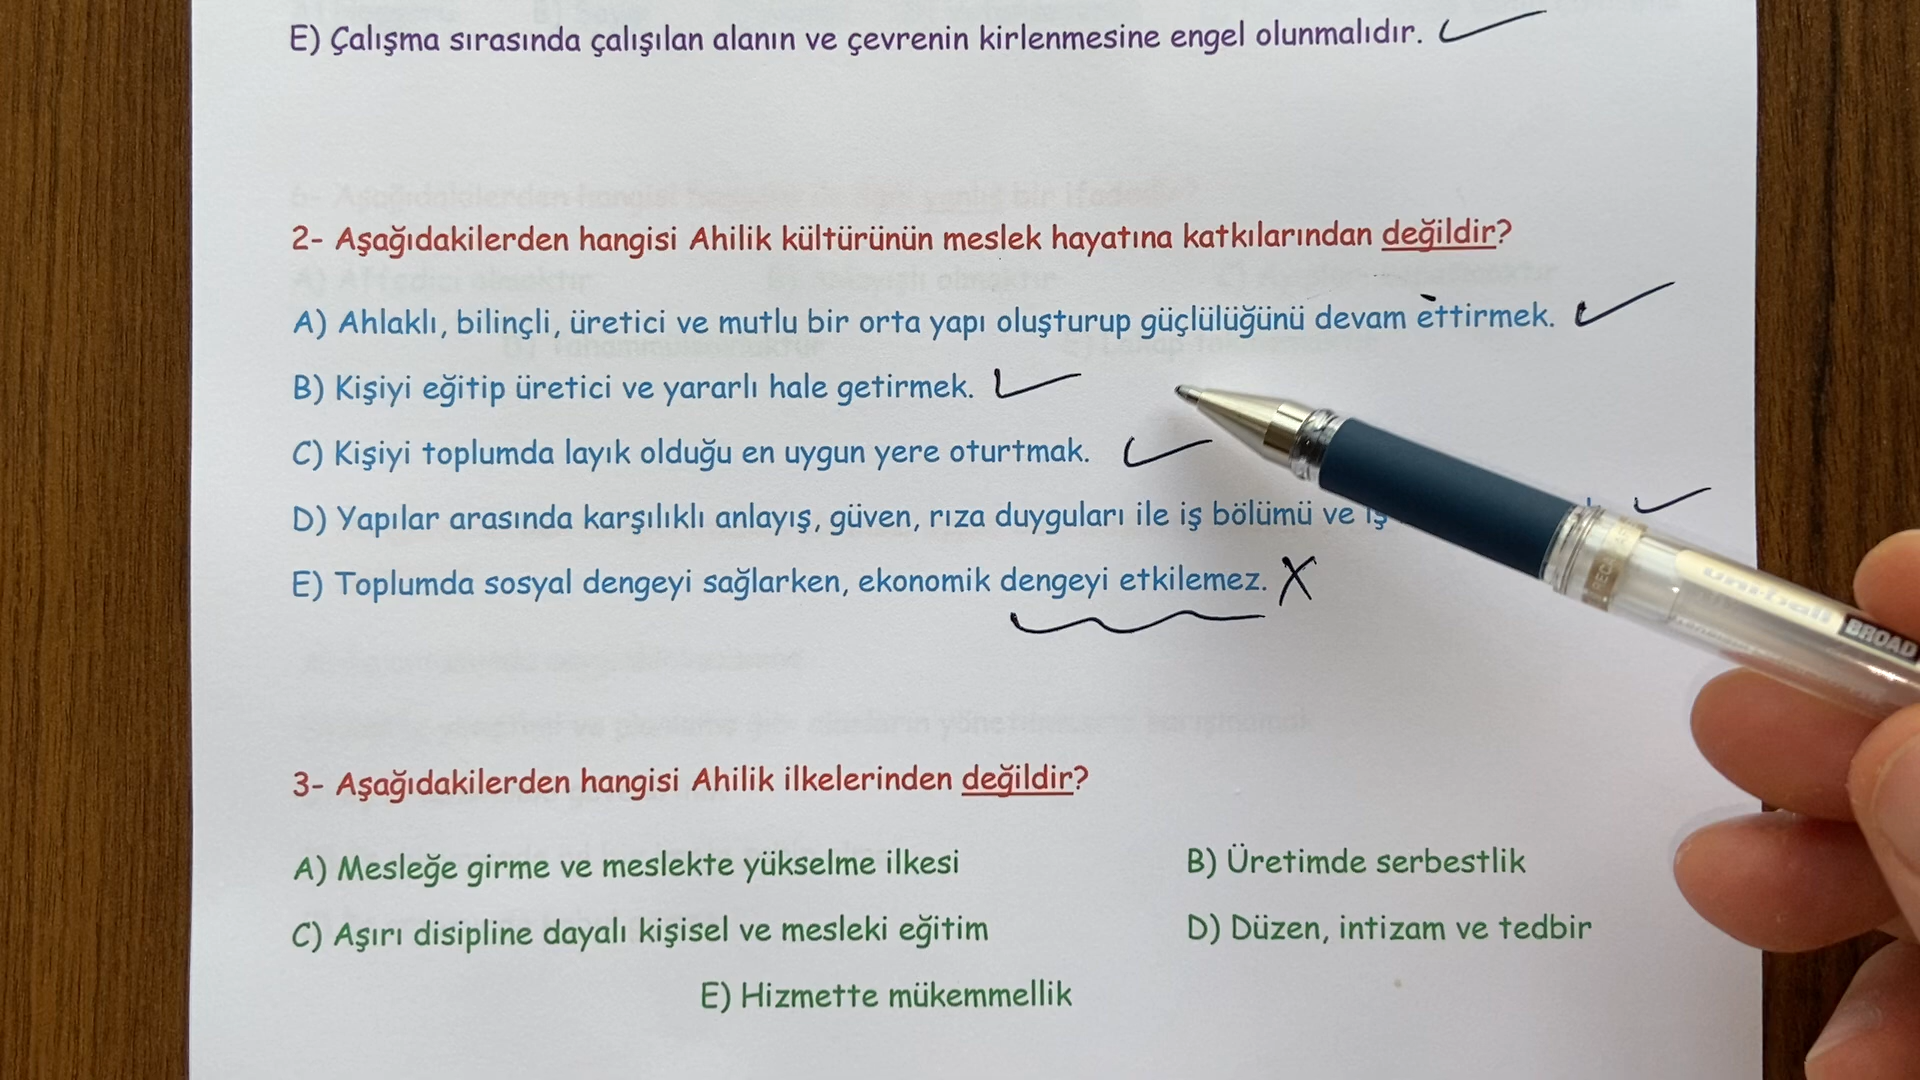 E) Çalışma sırasında çalışılan alanın ve çevrenin kirlenmesine engel olunmalıdır.
2- Aşağıdakilerden hangisi Ahilik kültürünün meslek hayatına katkılarından değildir?
A) Ahlaklı, bilinçli, üretici ve mutlu bir orta yapı oluşturup güçlülüğünü devam ettirmek.
B) Kişiyi eğitip üretici ve yararlı hale getirmek.
C) Kişiyi toplumda layık olduğu en uygun yere oturtmak.
D) Yapılar arasında karşılıklı anlayış, güven, rıza duyguları ile iş bölümü ve iş
E) Toplumda sosyal dengeyi sağlarken, ekonomik dengeyi etkilemez. X
uni-ball BROAD
3- Aşağıdakilerden hangisi Ahilik ilkelerinden değildir?
A) Mesleğe girme ve meslekte yükselme ilkesi B) Üretimde serbestlik
C) Aşırı disipline dayalı kişisel ve mesleki eğitim D) Düzen, intizam ve tedbir
E) Hizmette mükemmellik